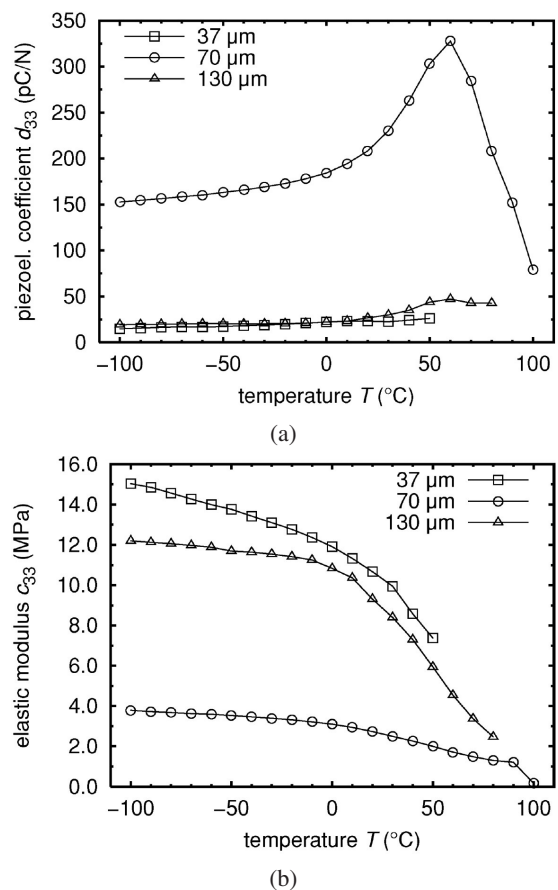 350
300
250
200
150
100
50
0
piezoel. coefficient d33 (pC/N)
37 µm
70 µm
130 µm
−100 −50 0 50 100
temperature T (°C)
(a)
16.0
14.0
12.0
10.0
8.0
6.0
4.0
2.0
0.0
elastic modulus c33 (MPa)
37 µm
70 µm
130 µm
−100 −50 0 50 100
temperature T (°C)
(b)